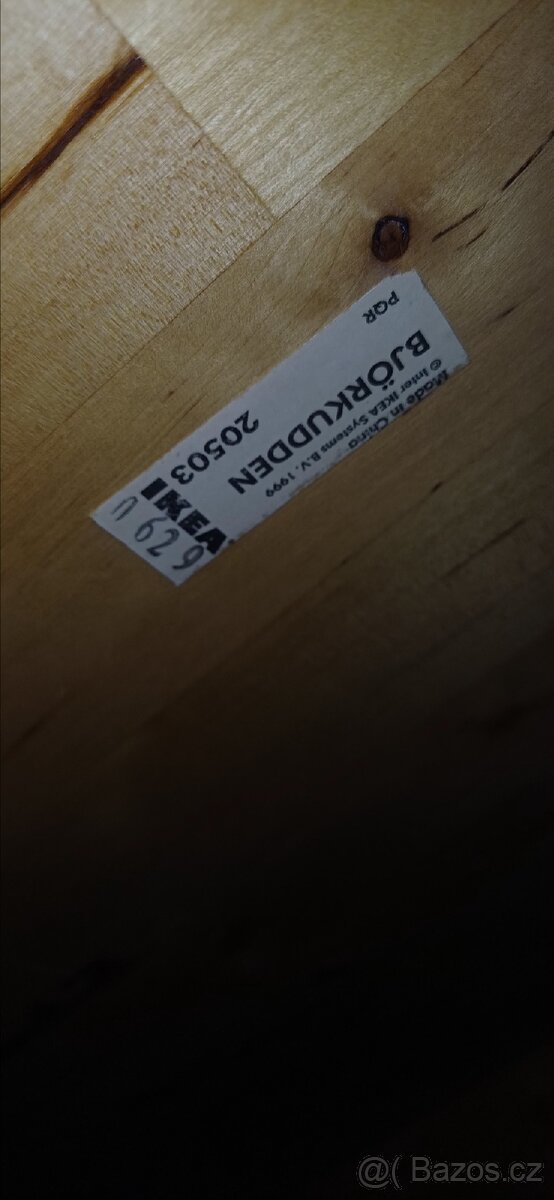 PQR
BJÖRKUDDEN
© Inter IKEA Systems B.V. 1999
Made in China
20503
IKEA
n 629
@( Bazos.cz